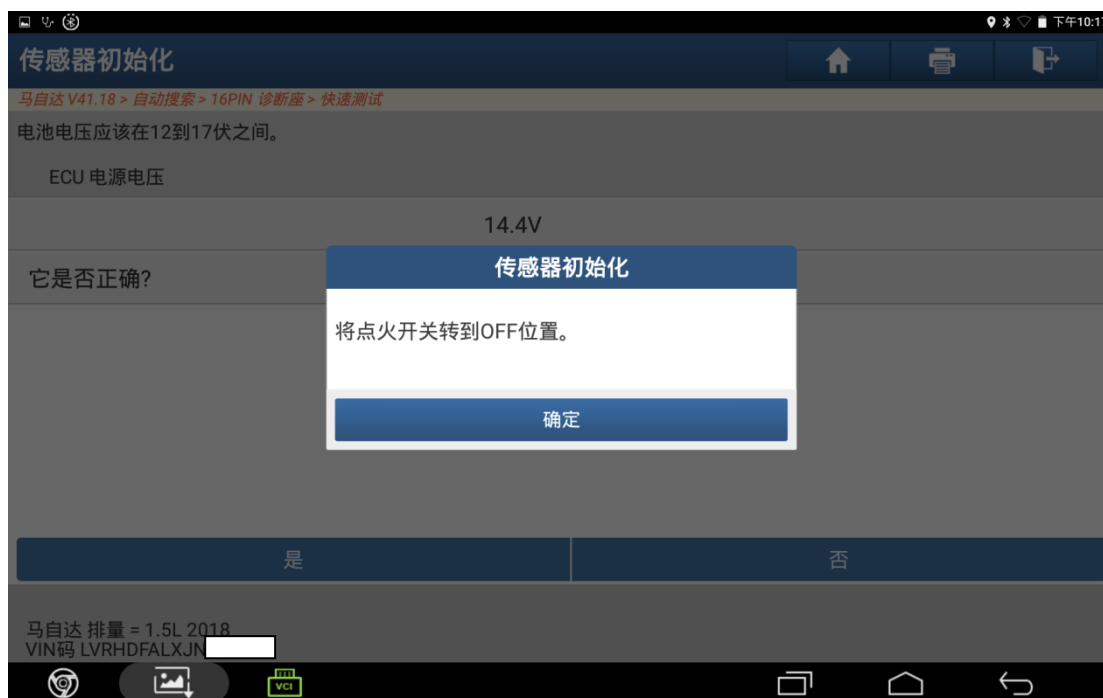 下午10:1
传感器初始化
马自达 V41.18 > 自动搜索 > 16PIN 诊断座 > 快速测试
电池电压应该在12到17伏之间。
ECU 电源电压
14.4V
它是否正确?
传感器初始化
将点火开关转到OFF位置。
确定
是
否
马自达 排量 = 1.5L 2018
VIN码 LVRHDFALXJN
VCI